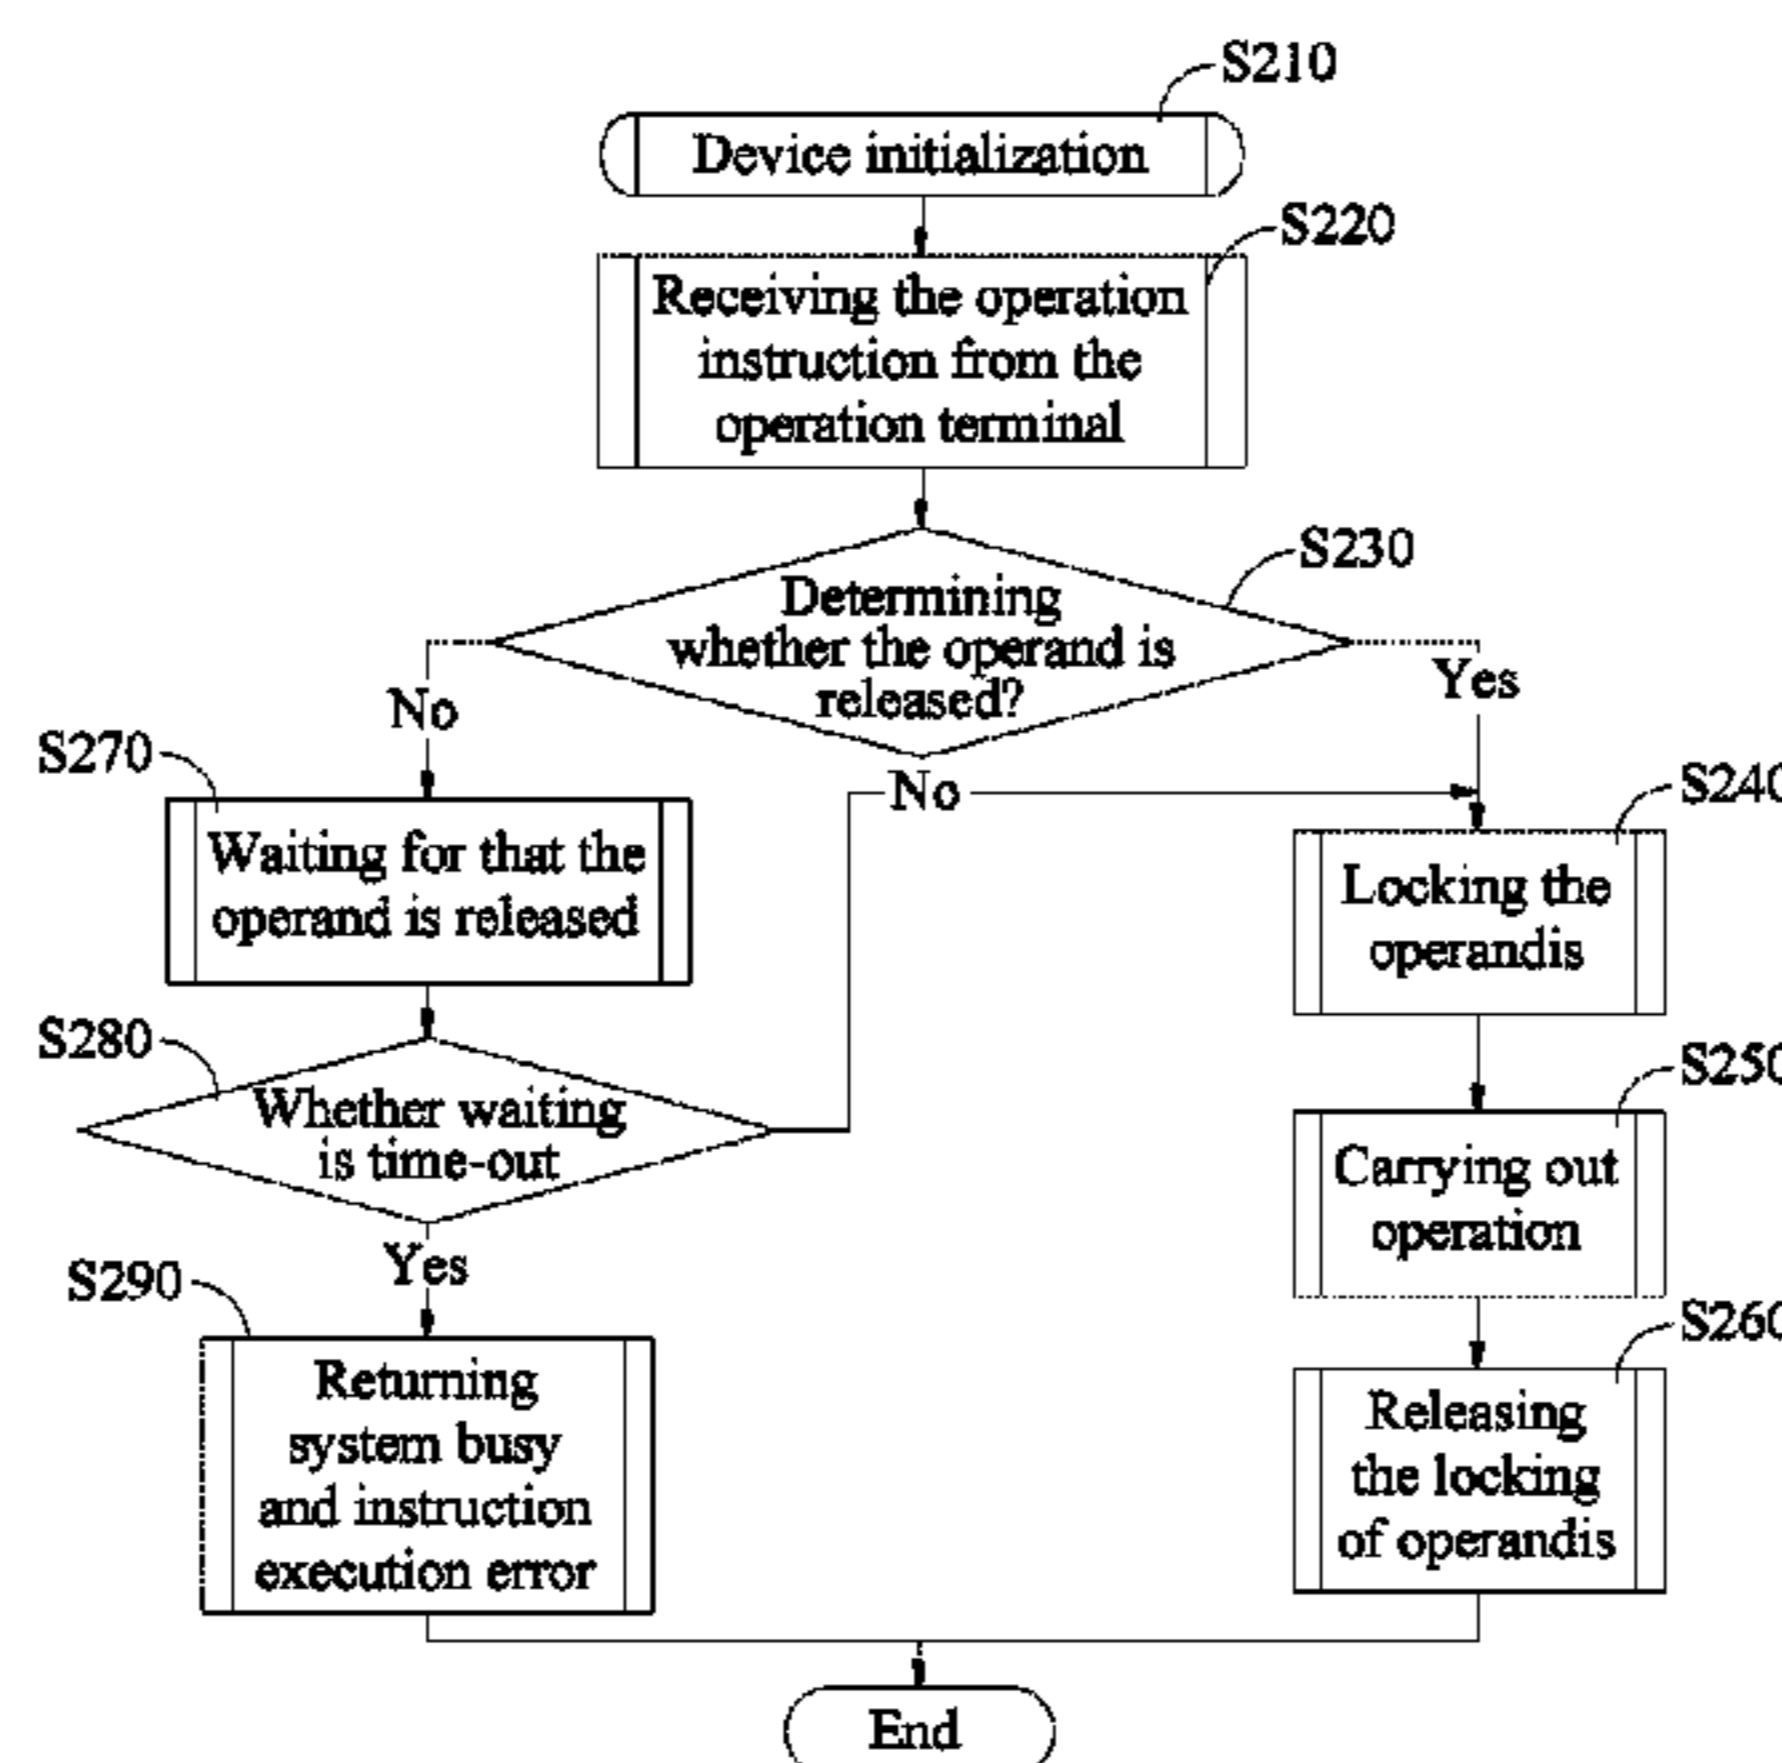 S210
Device initialization
S220
Receiving the operation
instruction from the
operation terminal
S230
Determining
whether the operand is
released?
No
Yes
S270
No
S240
Waiting for that the
operand is released
Locking the
operandis
S280
S250
Whether waiting
is time-out
Carrying out
operation
Yes
S290
S260
Returning
system busy
and instruction
execution error
Releasing
the locking
of operandis
End